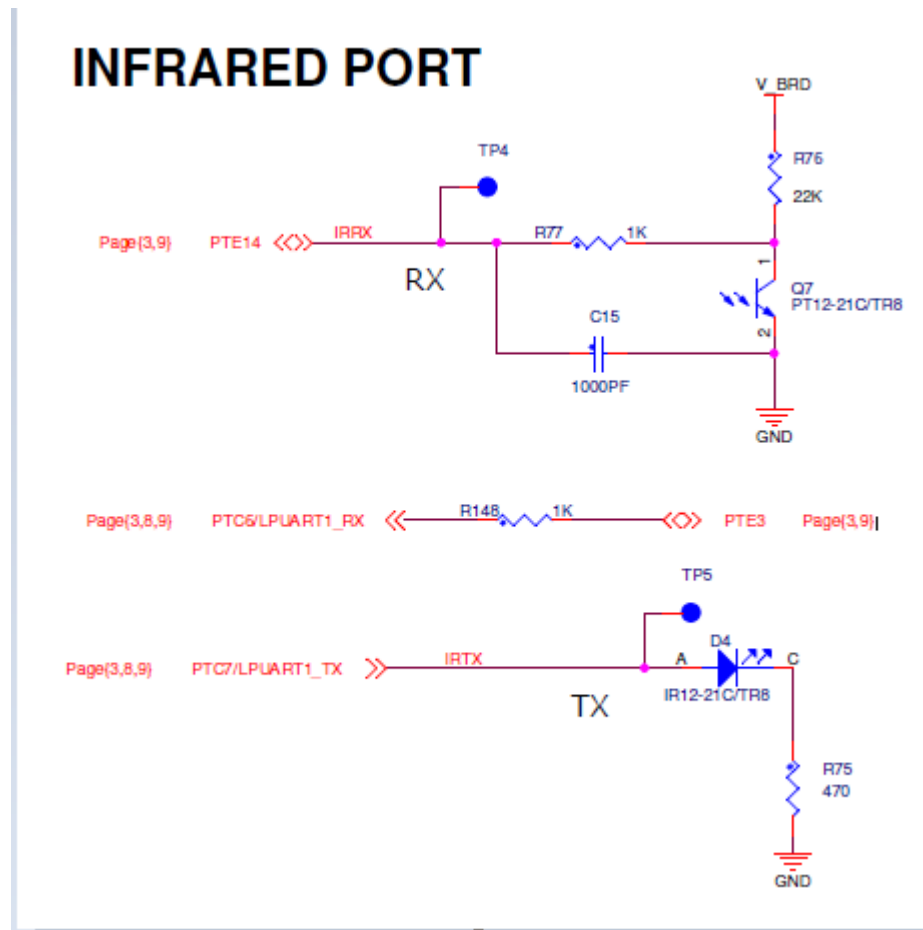 INFRARED PORT
V_BRD
TP4
R76
22K
Page{3,9} PTE14 IRRX R77 1K
RX
1
Q7
PT12-21C/TR8
2
C15
1000PF
GND
Page{3,8,9} PTC6/LPUART1_RX R148 1K PTE3 Page{3,9}
TP5
Page{3,8,9} PTC7/LPUART1_TX IRTX A D4 C
TX
IR12-21C/TR8
R75
470
GND